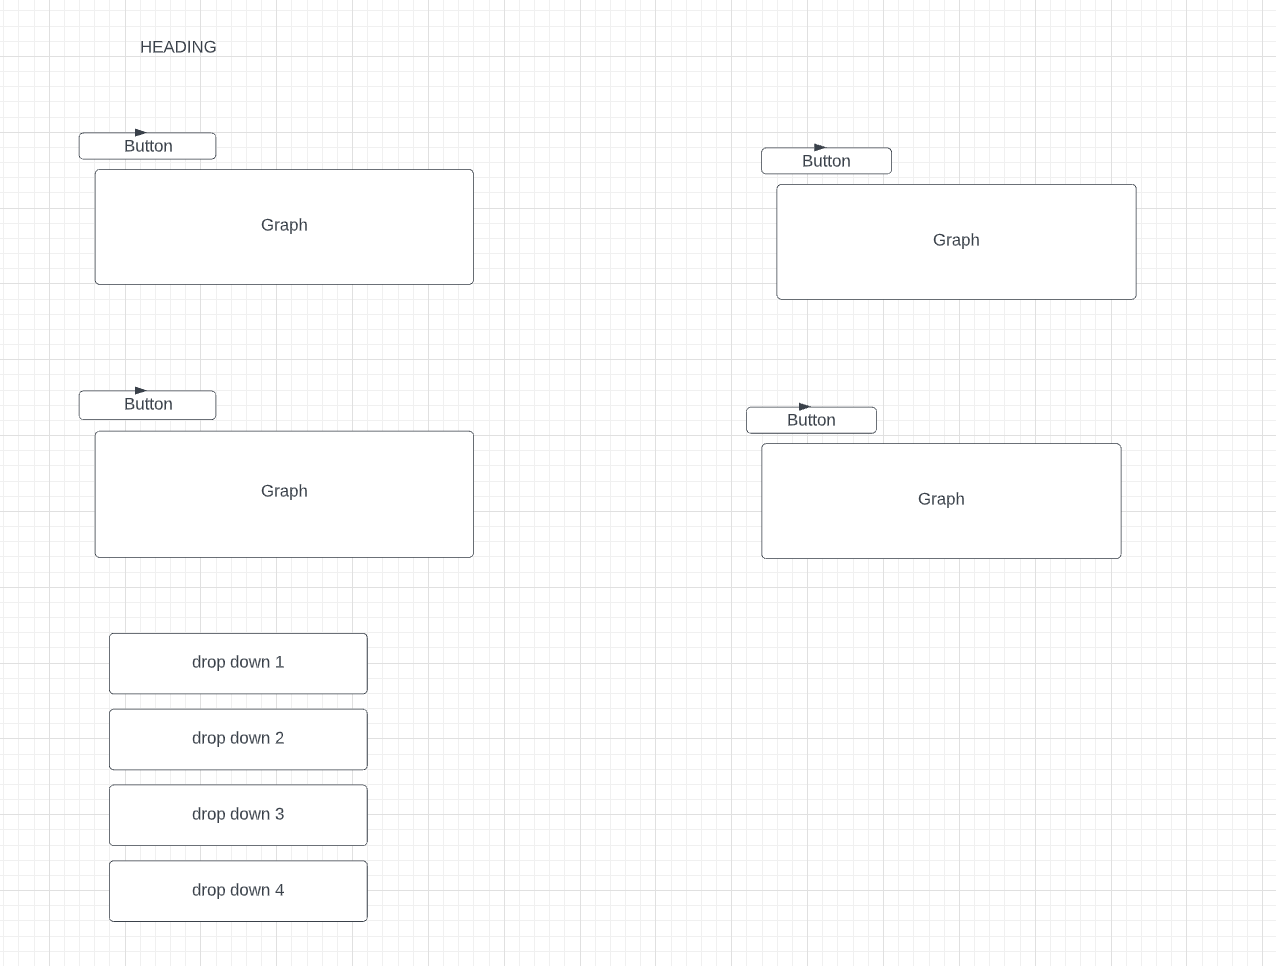 HEADING
Button
Button
Graph
Graph
Button
Button
Graph
Graph
drop down 1
drop down 2
drop down 3
drop down 4